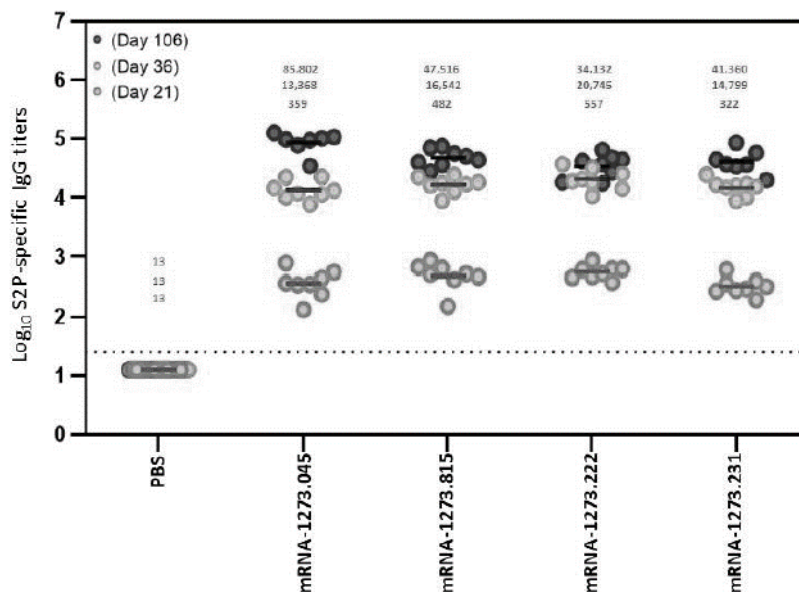 7
6
5
4
3
2
1
0
Log10 S2P-specific IgG titers
(Day 106)
(Day 36)
(Day 21)
13
13
13
85.802
13,368
359
47.516
16,542
482
34.132
20,745
557
41.360
14,799
322
PBS
mRNA-1273.045
mRNA-1273.815
mRNA-1273.222
mRNA-1273.231